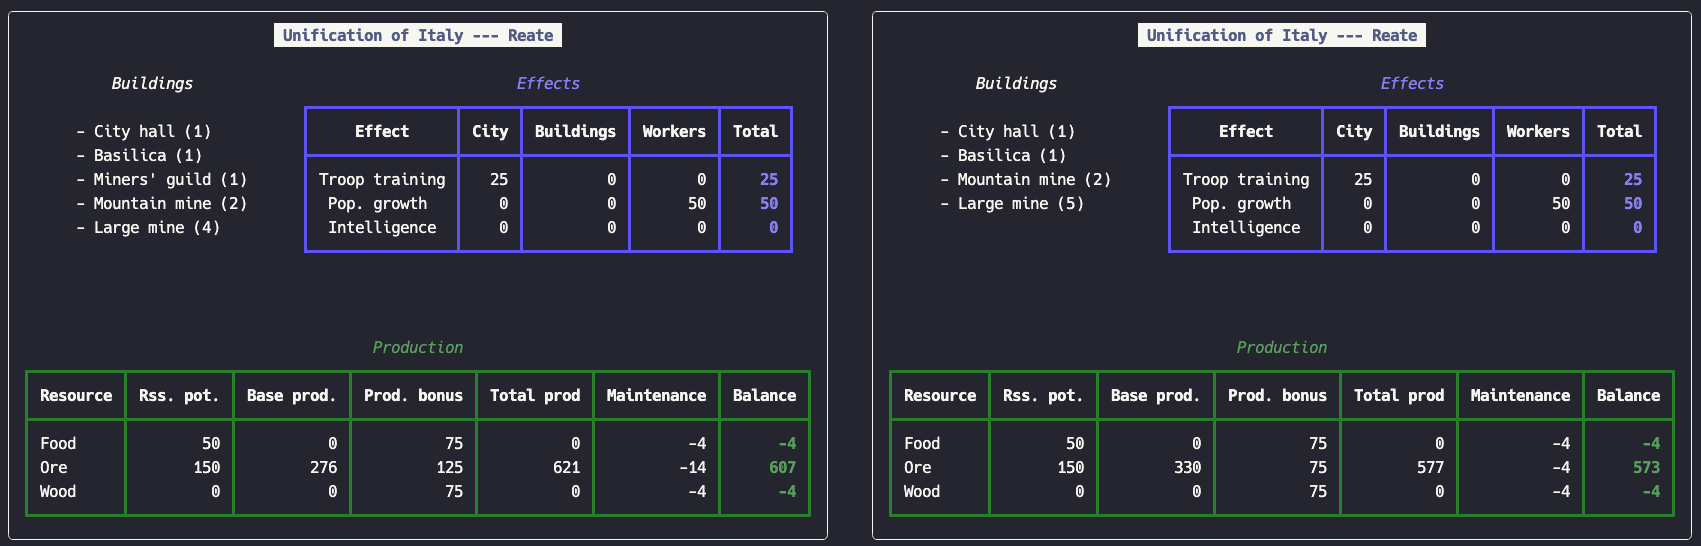 Unification of Italy --- Reate
Buildings
- City hall (1)
- Basilica (1)
- Miners' guild (1)
- Mountain mine (2)
- Large mine (4)
Effects
Effect City Buildings Workers Total
Troop training 25 0 0 25
Pop. growth 0 0 50 50
Intelligence 0 0 0 0
Production
Resource Rss. pot. Base prod. Prod. bonus Total prod Maintenance Balance
Food 50 0 75 0 -4 -4
Ore 150 276 125 621 -14 607
Wood 0 0 75 0 -4 -4
Unification of Italy --- Reate
Buildings
- City hall (1)
- Basilica (1)
- Mountain mine (2)
- Large mine (5)
Effects
Effect City Buildings Workers Total
Troop training 25 0 0 25
Pop. growth 0 0 50 50
Intelligence 0 0 0 0
Production
Resource Rss. pot. Base prod. Prod. bonus Total prod Maintenance Balance
Food 50 0 75 0 -4 -4
Ore 150 330 75 577 -4 573
Wood 0 0 75 0 -4 -4